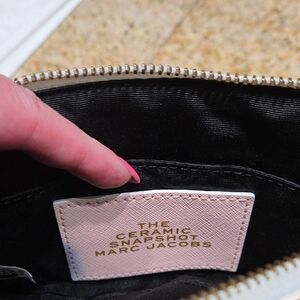 THE
CERAMIC
SNAPSHOT
MARC JACOBS